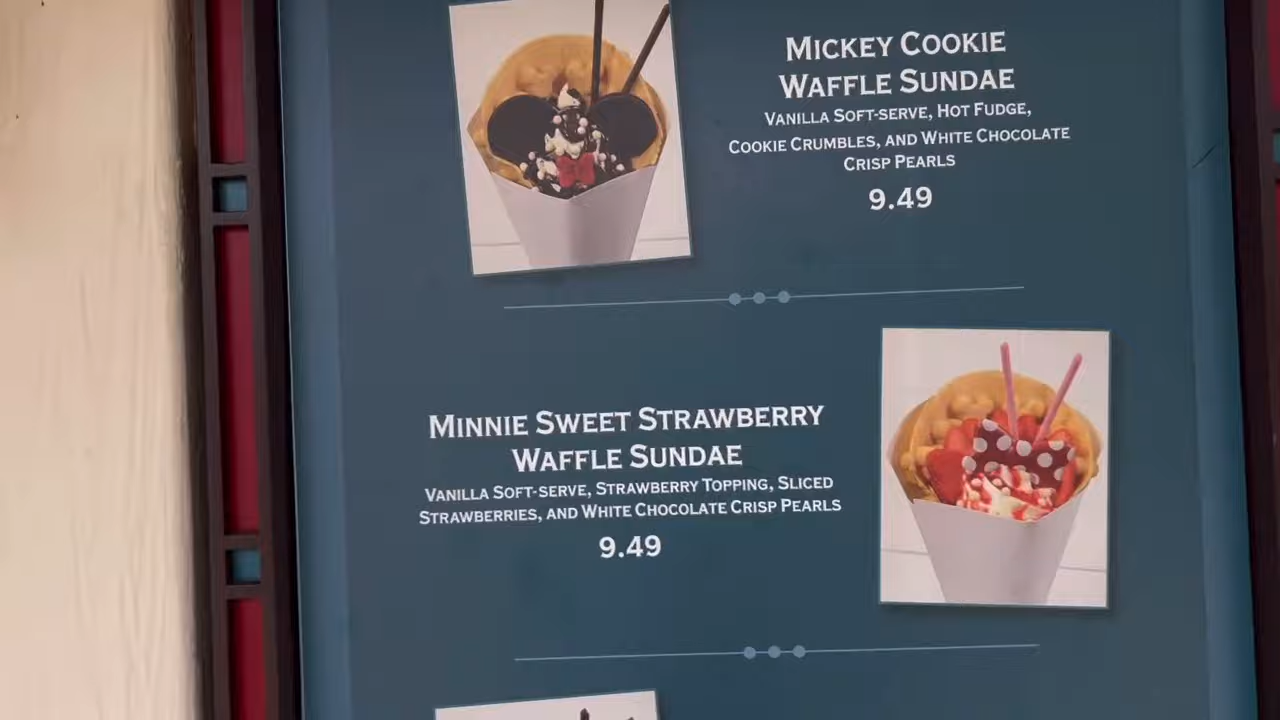 Mickey Cookie
Waffle Sundae
Vanilla Soft-serve, Hot Fudge,
Cookie Crumbles, and White Chocolate
Crisp Pearls
9.49
Minnie Sweet Strawberry
Waffle Sundae
Vanilla Soft-serve, Strawberry Topping, Sliced
Strawberries, and White Chocolate Crisp Pearls
9.49